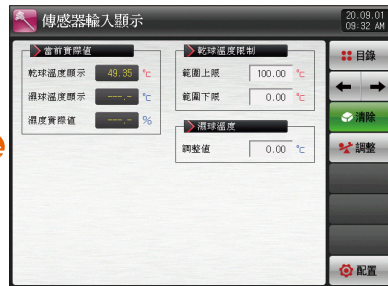 傳感器輸入顯示
20.09.01
09:32 AM
當前實際值
乾球溫度顯示 49.35 ℃
濕球溫度顯示 ---.- ℃
濕度實際值 ---.- %
乾球溫度限制
範圍上限 100.00 ℃
範圍下限 0.00 ℃
濕球溫度
調整值 0.00 ℃
目錄
清除
調整
配置
e